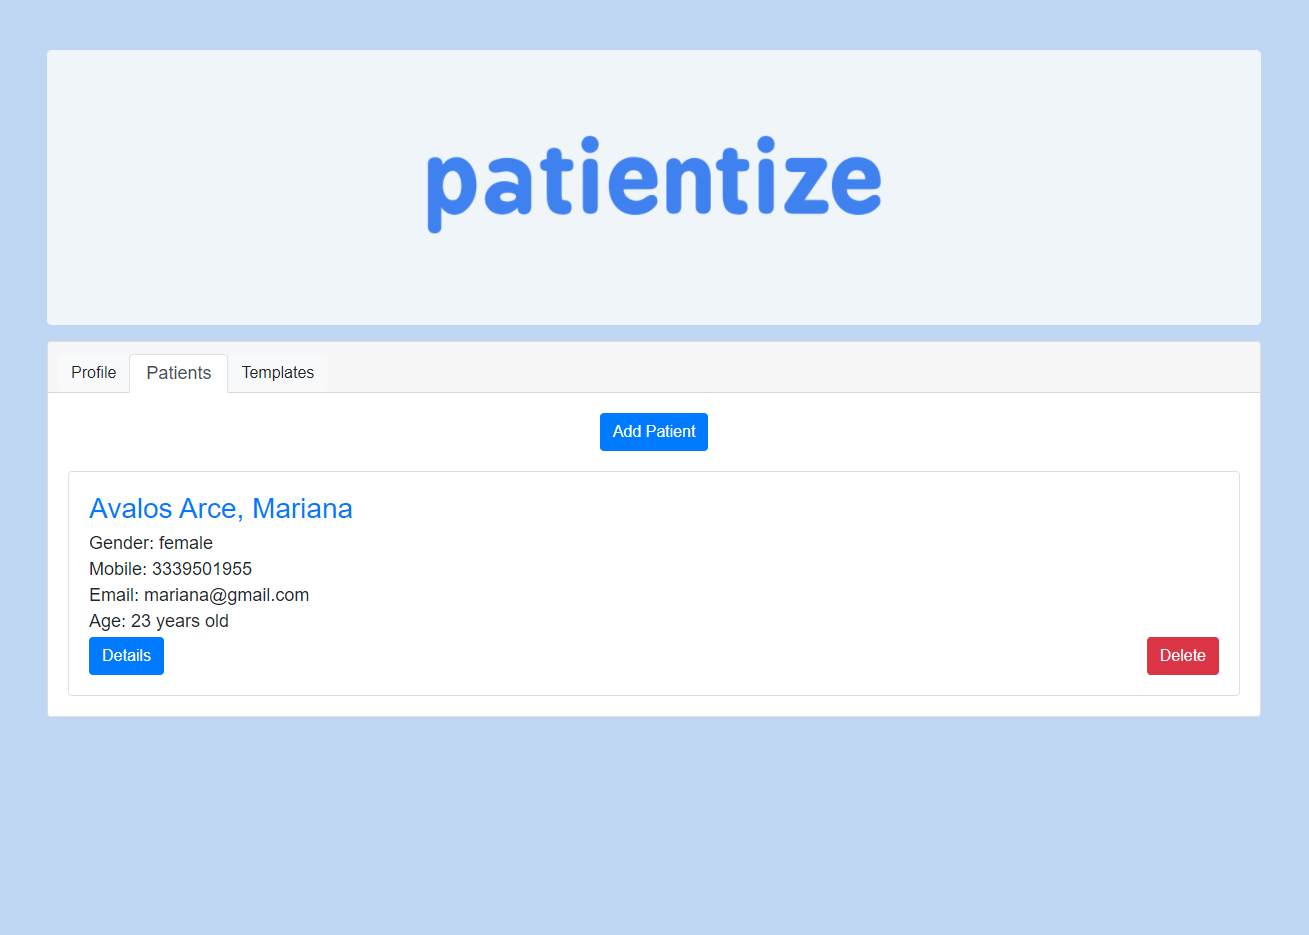 patientize
Profile Patients Templates
Add Patient
Avalos Arce, Mariana
Gender: female
Mobile: 3339501955
Email: mariana@gmail.com
Age: 23 years old
Details Delete